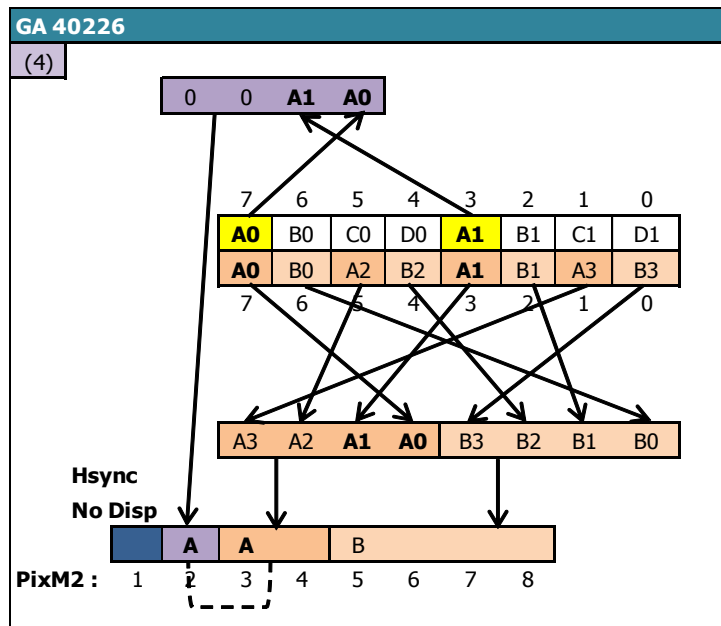 GA 40226
(4)
0 0 A1 A0
7 6 5 4 3 2 1 0
A0 B0 C0 D0 A1 B1 C1 D1
A0 B0 A2 B2 A1 B1 A3 B3
7 6 5 4 3 2 1 0
A3 A2 A1 A0 B3 B2 B1 B0
Hsync
No Disp
A A B
PixM2 : 1 2 3 4 5 6 7 8